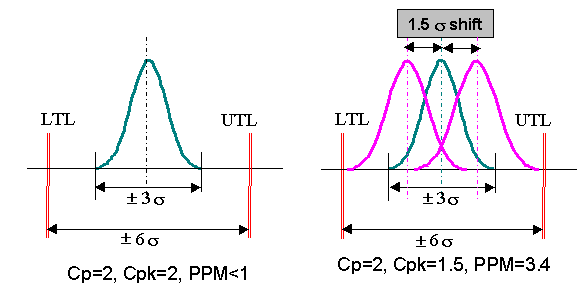 LTL
UTL
± 3 σ
± 6 σ
Cp=2, Cpk=2, PPM<1
1.5 σ shift
LTL
UTL
± 3 σ
± 6 σ
Cp=2, Cpk=1.5, PPM=3.4